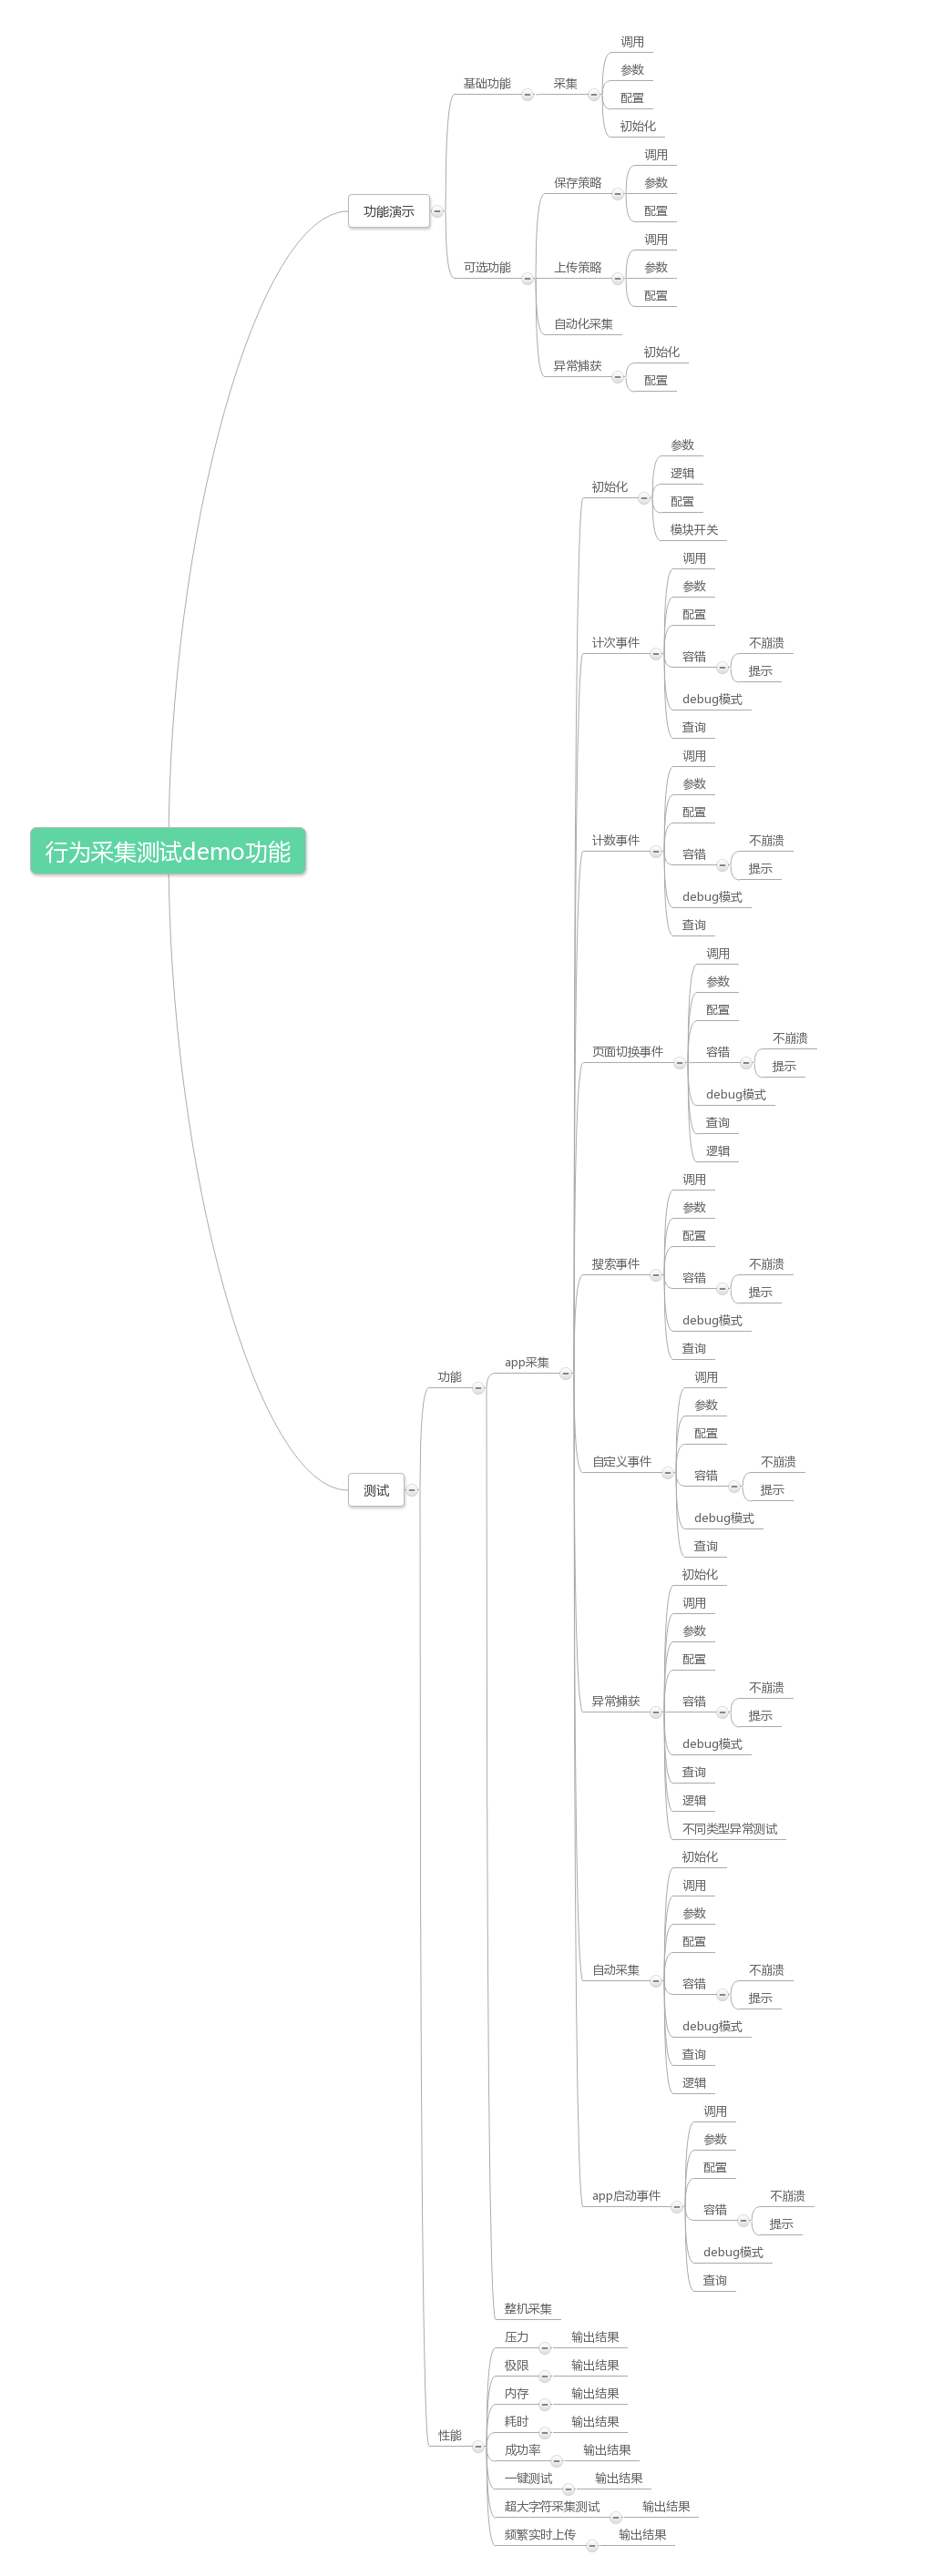 调用
参数
基础功能
采集
配置
初始化
调用
保存策略
参数
配置
功能演示
调用
可选功能
上传策略
参数
配置
自动化采集
初始化
异常捕获
配置
参数
逻辑
初始化
配置
模块开关
调用
参数
配置
计次事件
不崩溃
容错
提示
debug模式
查询
调用
参数
配置
计数事件
不崩溃
容错
提示
行为采集测试demo功能
debug模式
查询
调用
参数
配置
不崩溃
页面切换事件
容错
提示
debug模式
查询
逻辑
调用
参数
配置
搜索事件
不崩溃
容错
提示
debug模式
查询
app采集
功能
调用
参数
配置
自定义事件
不崩溃
容错
测试
提示
debug模式
查询
初始化
调用
参数
配置
不崩溃
异常捕获
容错
提示
debug模式
查询
逻辑
不同类型异常测试
初始化
调用
参数
配置
自动采集
不崩溃
容错
提示
debug模式
查询
逻辑
调用
参数
配置
app启动事件
不崩溃
容错
提示
debug模式
查询
整机采集
压力
输出结果
极限
输出结果
内存
输出结果
耗时
输出结果
性能
成功率
输出结果
一键测试
输出结果
超大字符采集测试
输出结果
频繁实时上传
输出结果